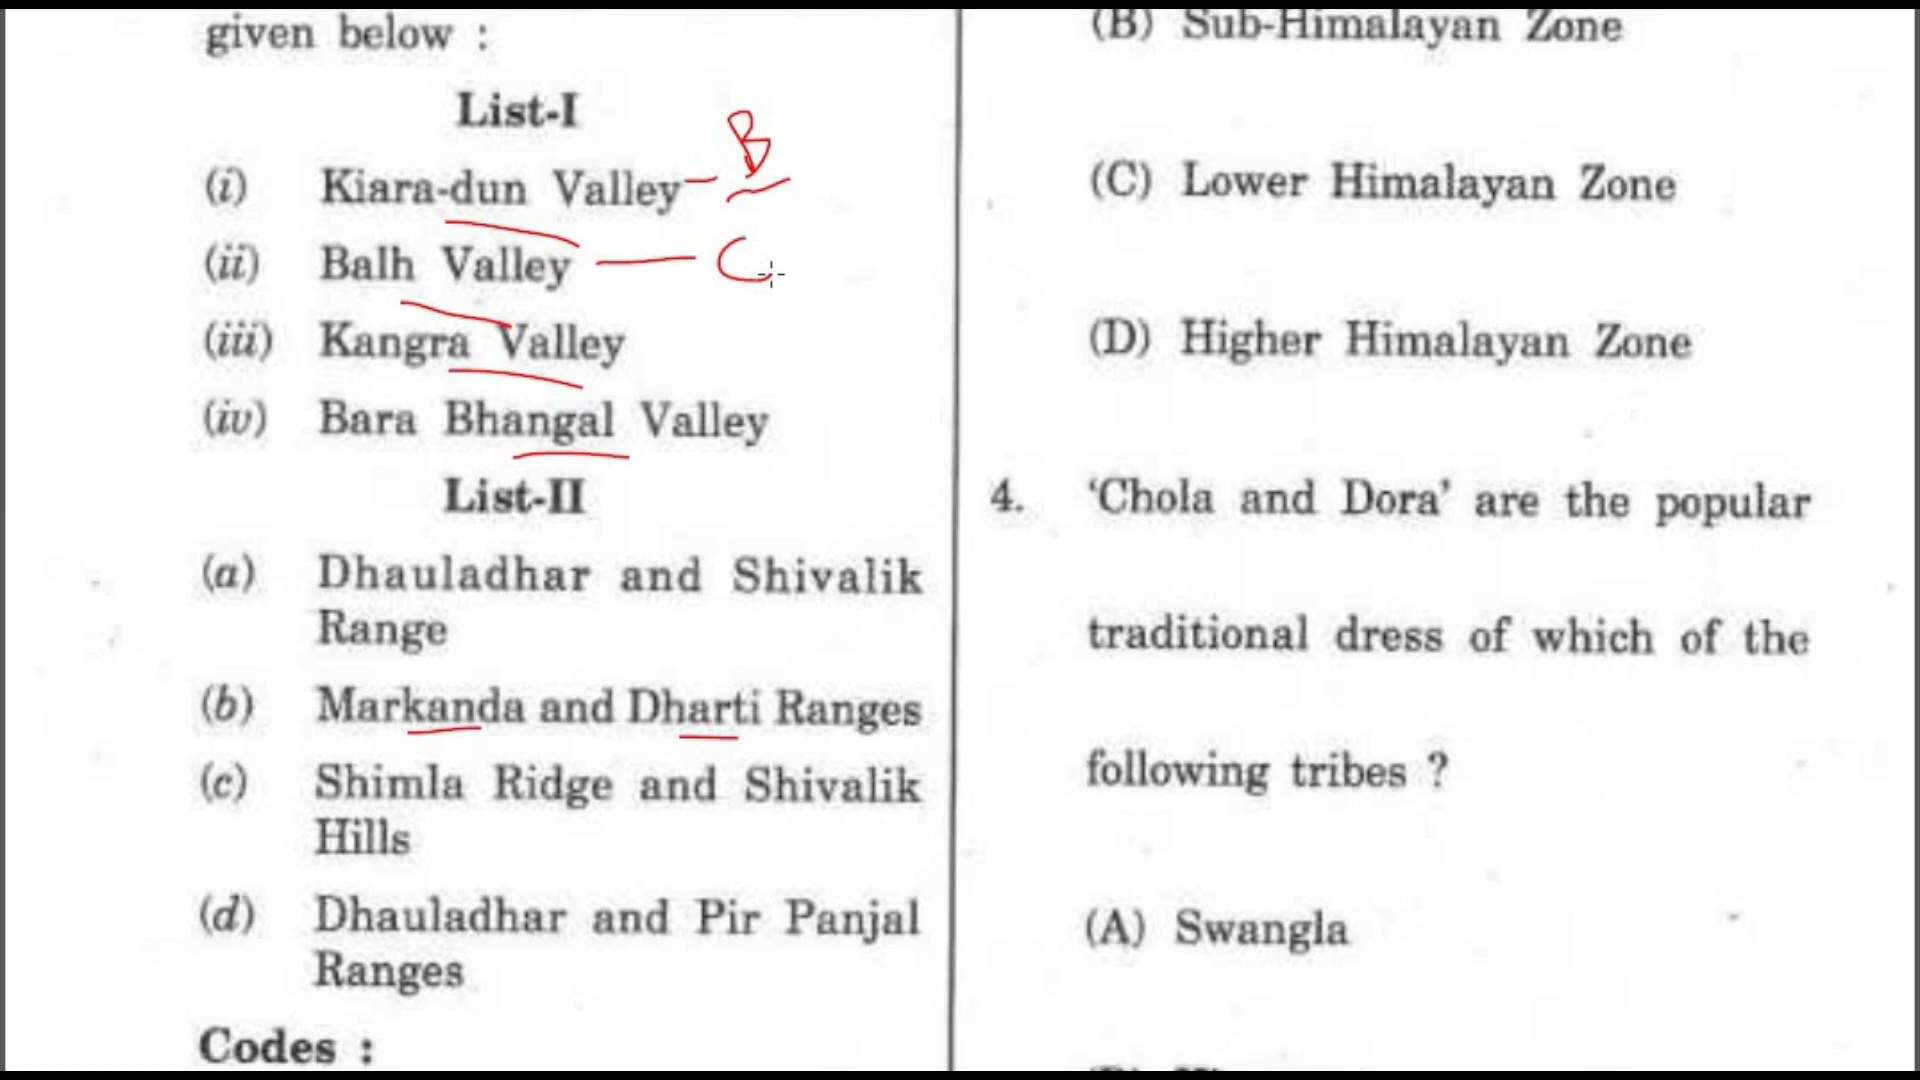 given below :
List-I
(i) Kiara-dun Valley - B
(ii) Balh Valley — C
(iii) Kangra Valley
(iv) Bara Bhangal Valley
List-II
(a) Dhauladhar and Shivalik
Range
(b) Markanda and Dharti Ranges
(c) Shimla Ridge and Shivalik
Hills
(d) Dhauladhar and Pir Panjal
Ranges
Codes :
(B) Sub-Himalayan Zone
(C) Lower Himalayan Zone
(D) Higher Himalayan Zone
4. ‘Chola and Dora’ are the popular
traditional dress of which of the
following tribes ?
(A) Swangla